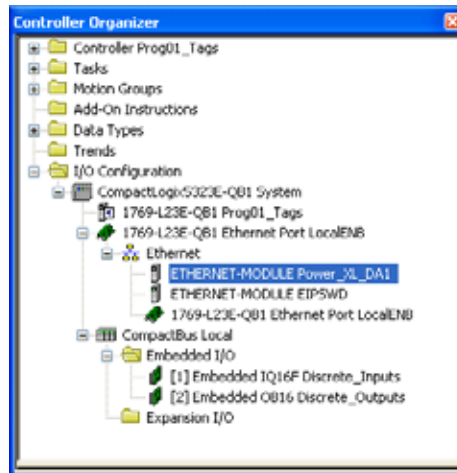 Controller Organizer
Controller Prog01_Tags
Tasks
Motion Groups
Add-On Instructions
Data Types
Trends
I/O Configuration
CompactLogix5323E-QB1 System
1769-L23E-QB1 Prog01_Tags
1769-L23E-QB1 Ethernet Port LocalENB
Ethernet
ETHERNET-MODULE Power_XL_DA1
ETHERNET-MODULE EIPSWD
1769-L23E-QB1 Ethernet Port LocalENB
CompactBus Local
Embedded I/O
[1] Embedded IQ16F Discrete_Inputs
[2] Embedded OB16 Discrete_Outputs
Expansion I/O